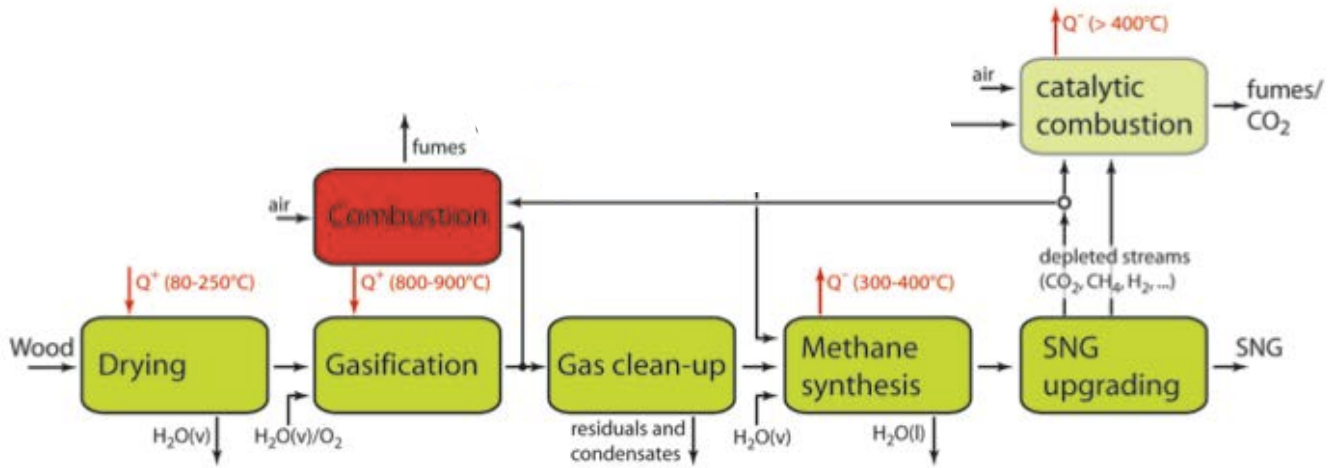 Q⁻ (> 400°C)
air
catalytic
combustion
fumes/
CO₂
fumes
air
Combustion
depleted streams
(CO₂, CH₄, H₂, ...)
Q⁺ (80-250°C)
Q⁺ (800-900°C)
Q⁻ (300-400°C)
Wood
Drying
Gasification
Gas clean-up
Methane
synthesis
SNG
upgrading
SNG
H₂O(v)
H₂O(v)/O₂
residuals and
condensates
H₂O(v)
H₂O(l)